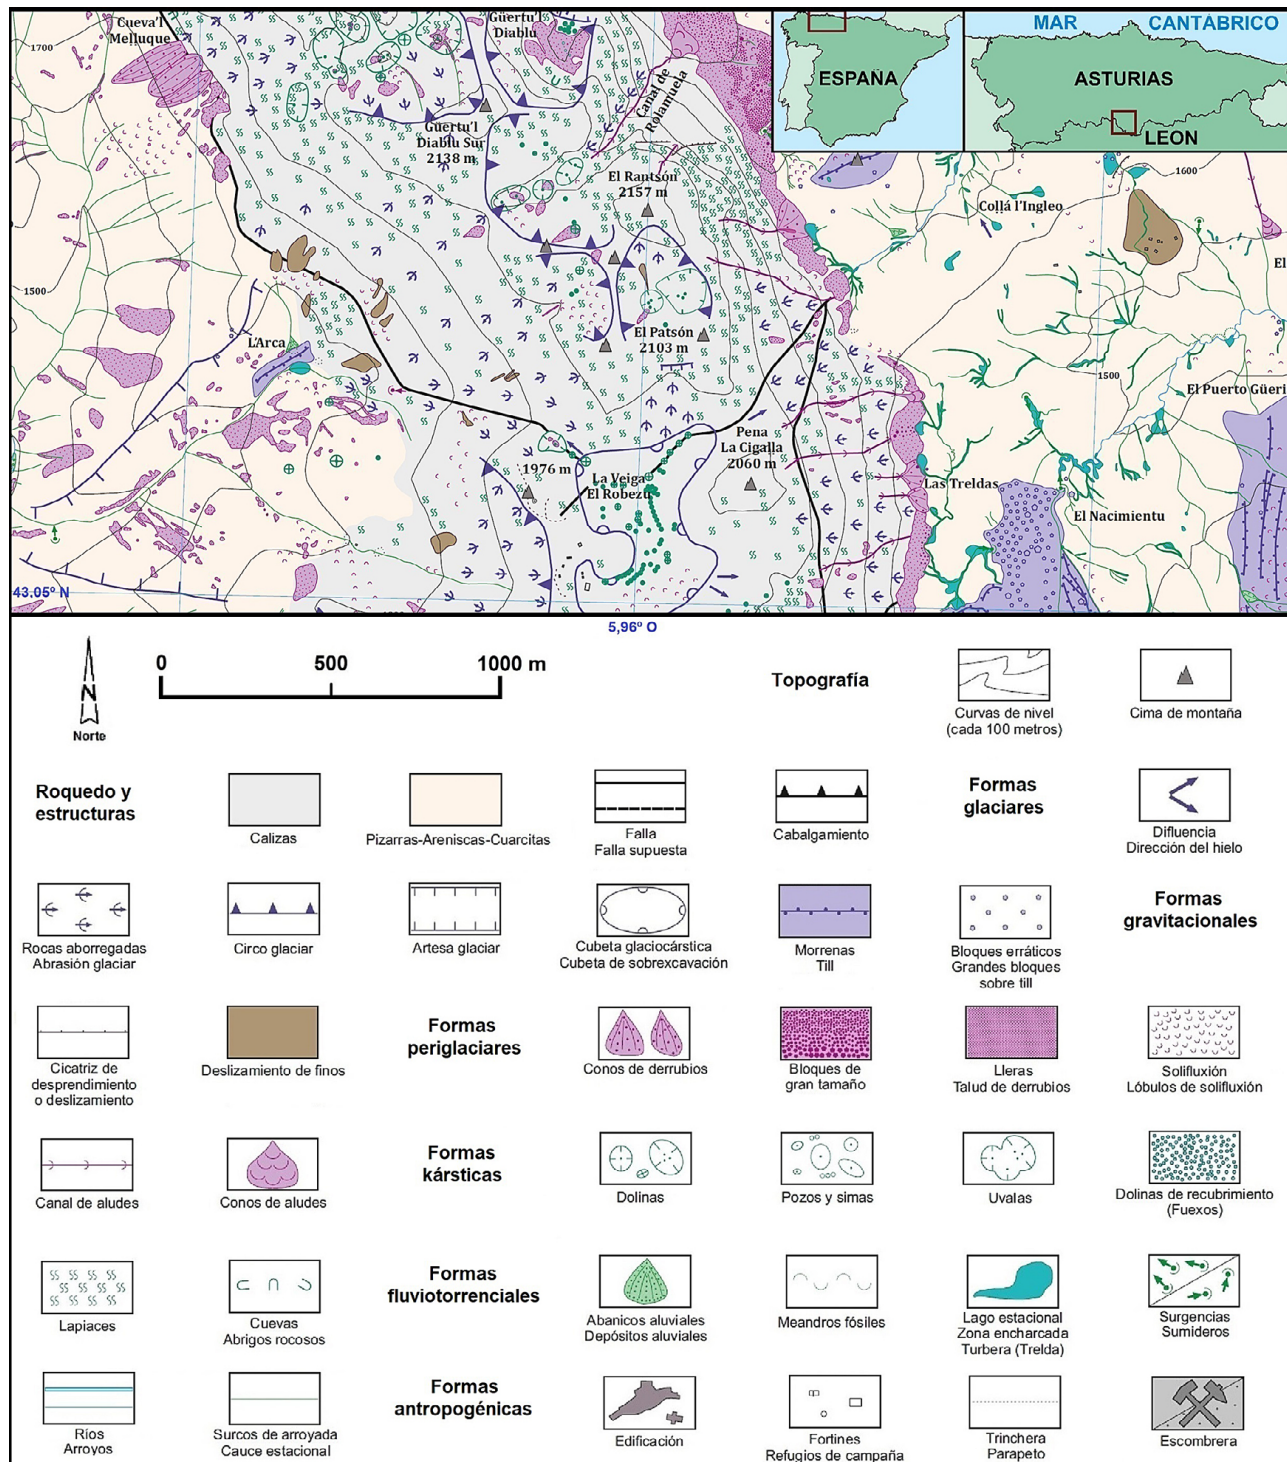 Cueva'l
Melluque
1700
Güertu'l
Diablu
Canal de
Rolamuela
ESPAÑA
MAR CANTÁBRICO
ASTURIAS
LEON
Güertu'l
Diablu Sur
2138 m
El Rantsón
2157 m
Collá l'Ingleo
1600
1500
El
L'Arca
El Patsón
2103 m
1500
El Puerto Güeri
Pena
La Cigalla
2060 m
1976 m
La Veiga
El Robezu
Las Treldas
El Nacimientu
43,05º N
5,96º O
0 500 1000 m
N
Norte
Topografía
Curvas de nivel
(cada 100 metros)
Cima de montaña
Roquedo y
estructuras
Calizas
Pizarras-Areniscas-Cuarcitas
Falla
Falla supuesta
Cabalgamiento
Formas
glaciares
Difluencia
Dirección del hielo
Rocas aborregadas
Abrasión glaciar
Circo glaciar
Artesa glaciar
Cubeta glaciocárstica
Cubeta de sobrexcavación
Morrenas
Till
Bloques erráticos
Grandes bloques
sobre till
Formas
gravitacionales
Cicatriz de
desprendimiento
o deslizamiento
Deslizamiento de finos
Formas
periglaciares
Conos de derrubios
Bloques de
gran tamaño
Lleras
Talud de derrubios
Solifluxión
Lóbulos de solifluxión
Canal de aludes
Conos de aludes
Formas
kársticas
Dolinas
Pozos y simas
Uvalas
Dolinas de recubrimiento
(Fuexos)
Lapiaces
Cuevas
Abrigos rocosos
Formas
fluviotorrenciales
Abanicos aluviales
Depósitos aluviales
Meandros fósiles
Lago estacional
Zona encharcada
Turbera (Trelda)
Surgencias
Sumideros
Ríos
Arroyos
Surcos de arroyada
Cauce estacional
Formas
antropogénicas
Edificación
Fortines
Refugios de campaña
Trinchera
Parapeto
Escombrera